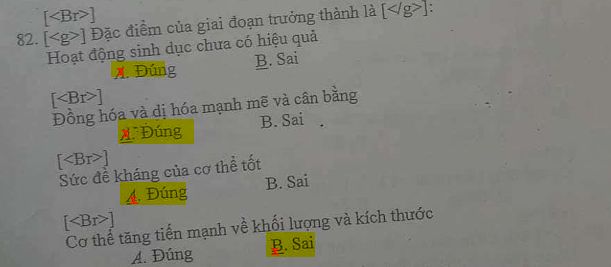 [<Br>]
82. [<g>] Đặc điểm của giai đoạn trưởng thành là [</g>]:
Hoạt động sinh dục chưa có hiệu quả
A. Đúng B. Sai
[<Br>]
Đồng hóa và dị hóa mạnh mẽ và cân bằng
A. Đúng B. Sai
[<Br>]
Sức đề kháng của cơ thể tốt
A. Đúng B. Sai
[<Br>]
Cơ thể tăng tiến mạnh về khối lượng và kích thước
A. Đúng B. Sai